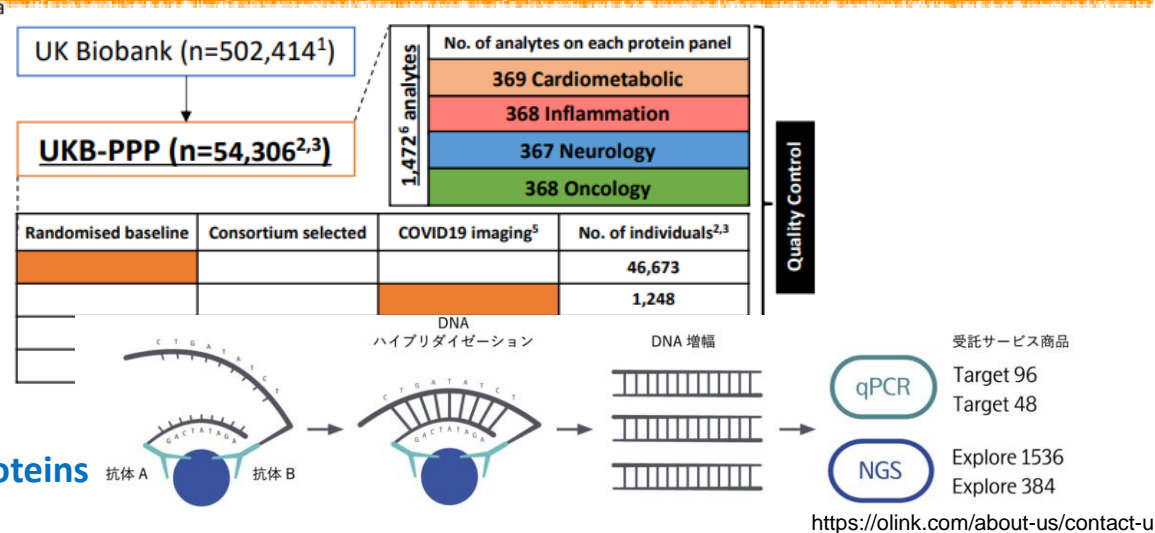 a
UK Biobank (n=502,414¹)
UKB-PPP (n=54,306²,³)
1,472⁶ analytes
No. of analytes on each protein panel
369 Cardiometabolic
368 Inflammation
367 Neurology
368 Oncology
Quality Control
Randomised baseline Consortium selected COVID19 imaging⁵ No. of individuals²,³
46,673
1,248
DNA
ハイブリダイゼーション
DNA 増幅
受託サービス商品
CTGATATCT
GACTATAGA
CTGATATCT
GACTATAGA
qPCR
Target 96
Target 48
NGS
Explore 1536
Explore 384
oteins
抗体 A
抗体 B
https://olink.com/about-us/contact-u